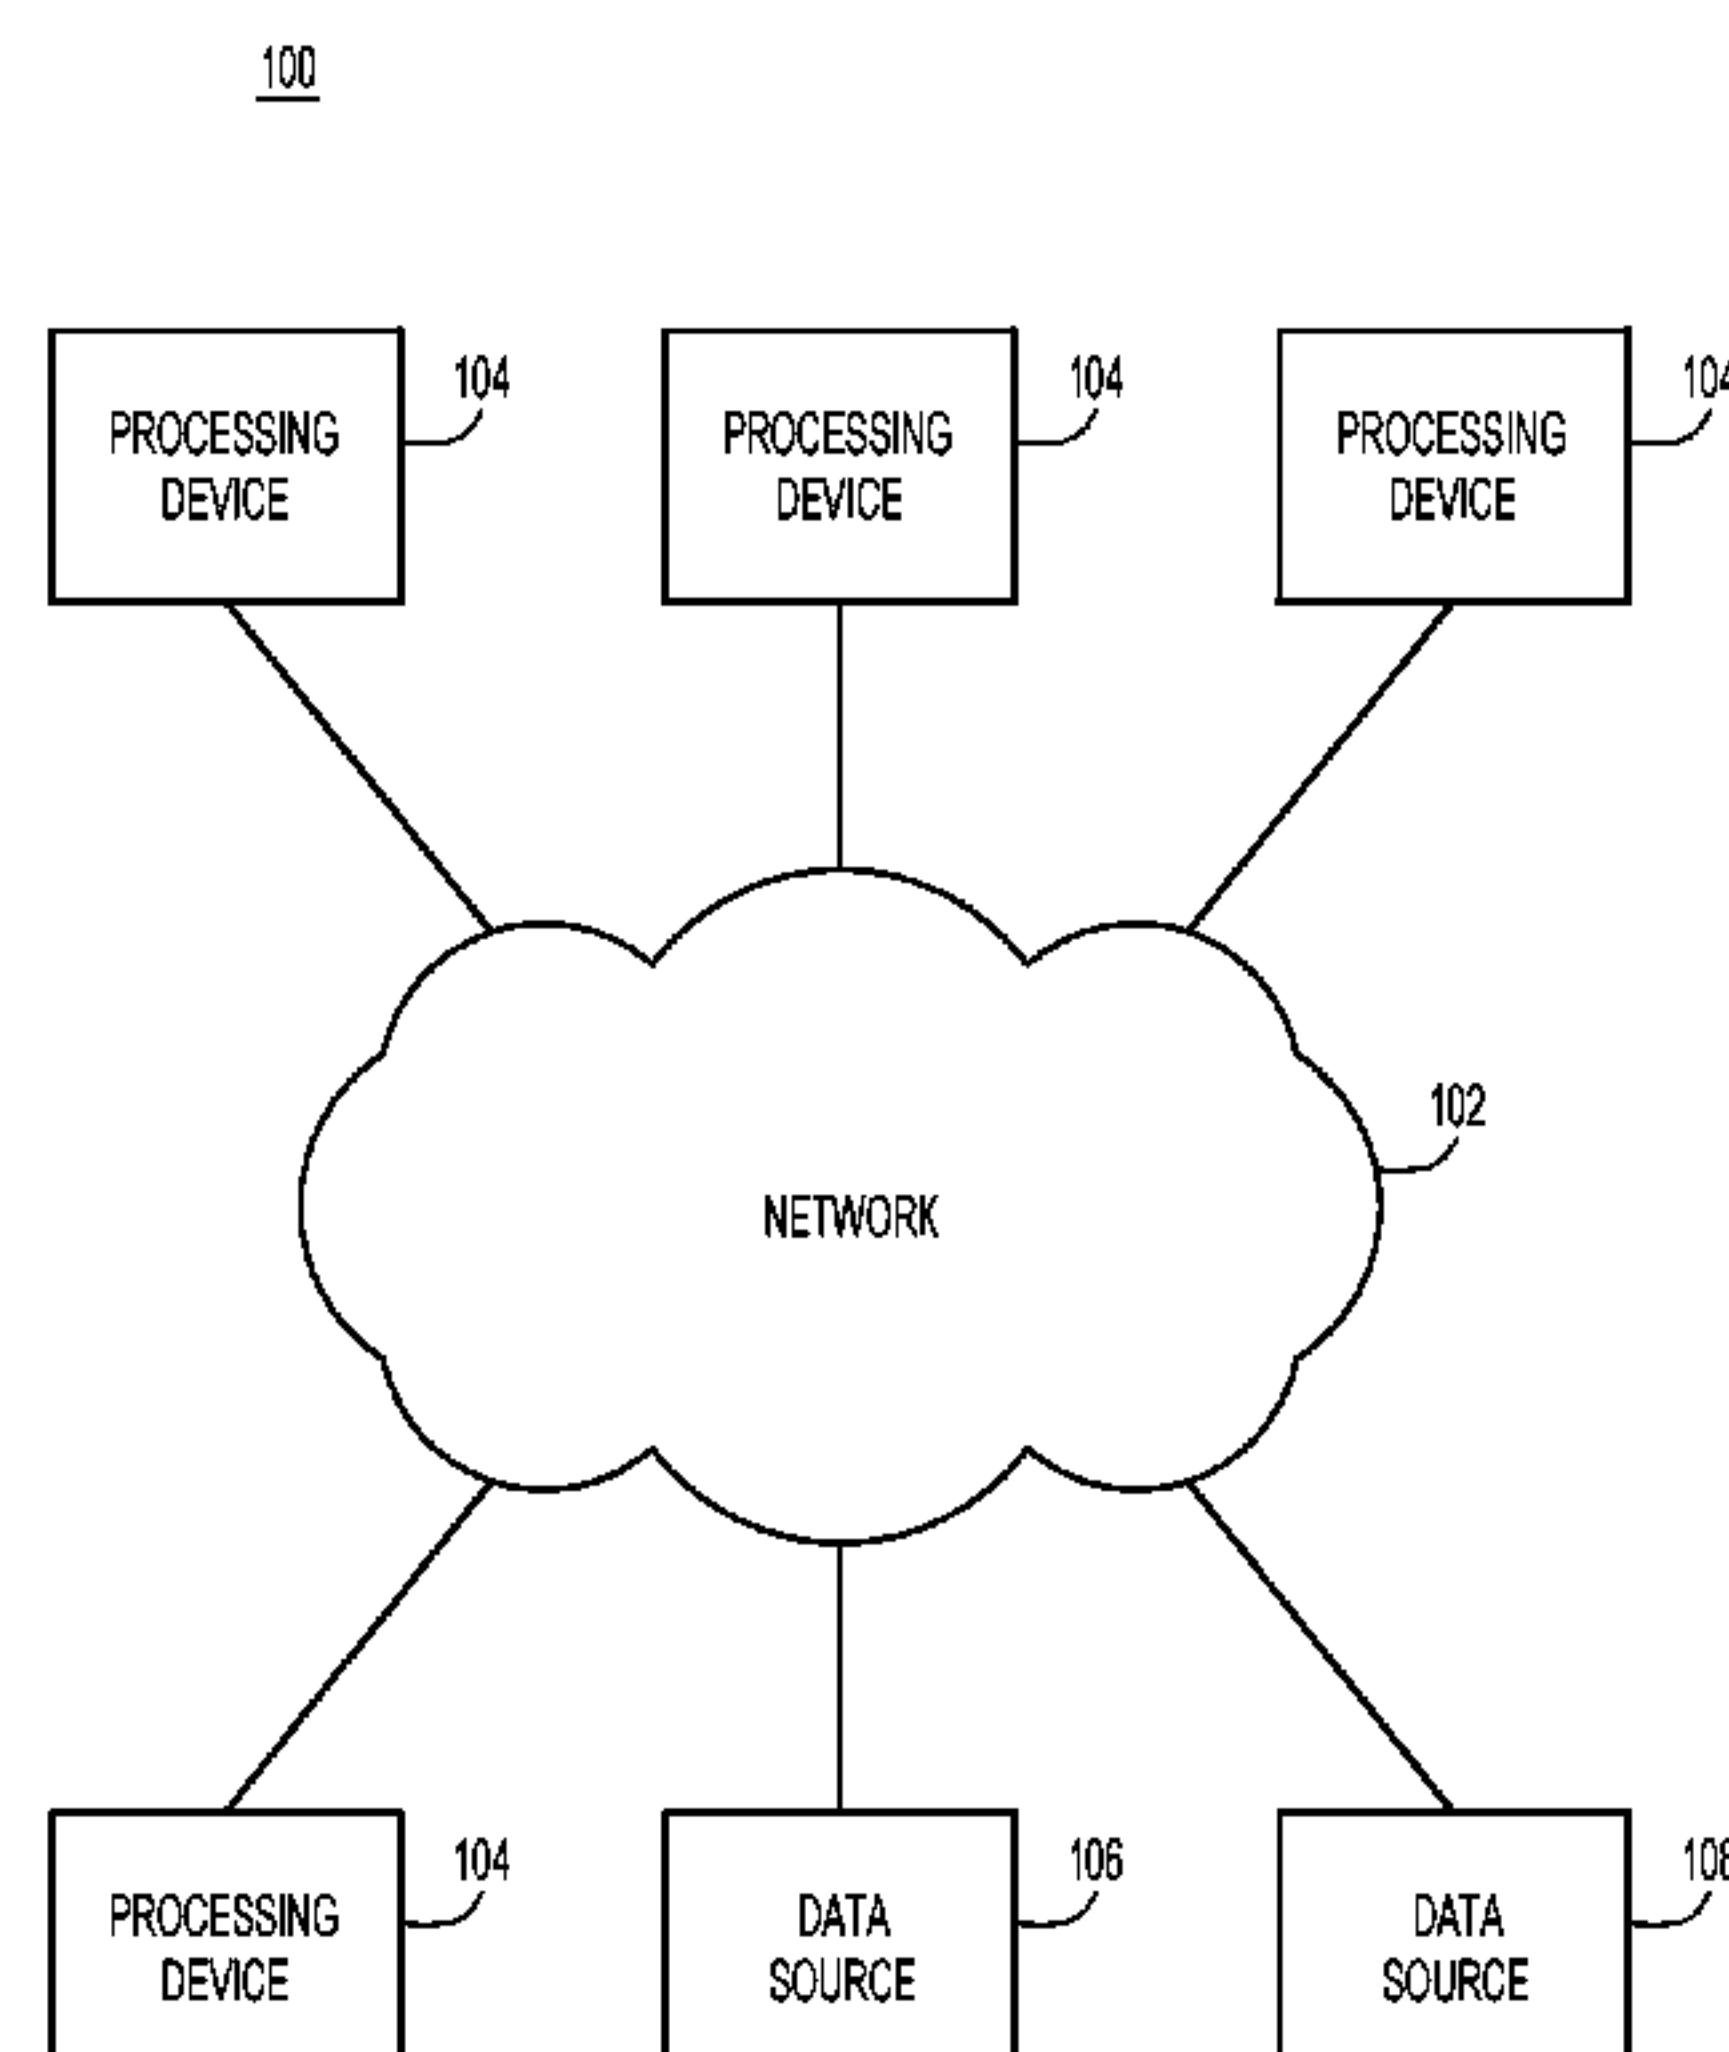 100
104
104
104
PROCESSING
DEVICE
PROCESSING
DEVICE
PROCESSING
DEVICE
102
NETWORK
104
106
PROCESSING
DEVICE
DATA
SOURCE
DATA
SOURCE